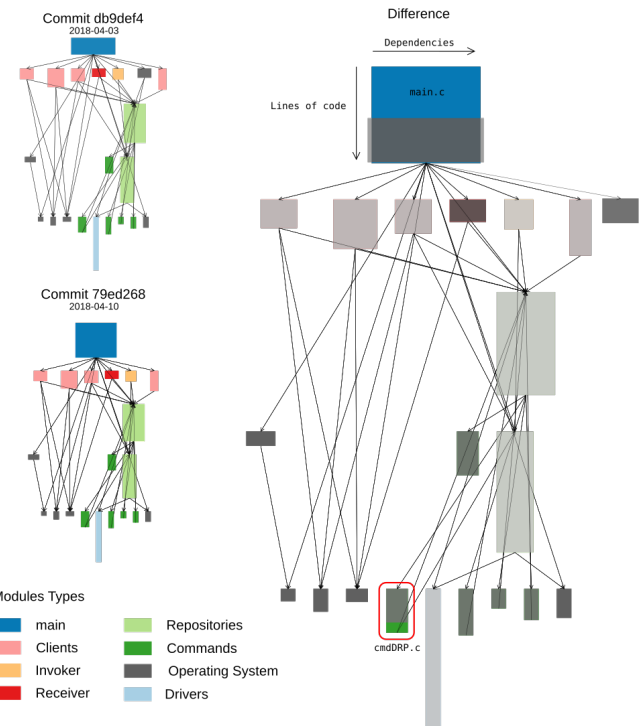 Commit db9def4
2018-04-03
Difference
Dependencies
Lines of code
main.c
Commit 79ed268
2018-04-10
cmdDRP.c
Modules Types
main
Clients
Invoker
Receiver
Repositories
Commands
Operating System
Drivers